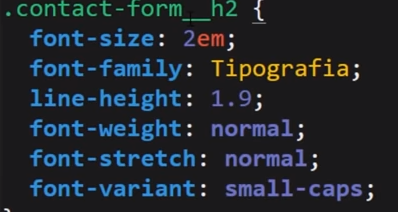 .contact-form__h2 {
font-size: 2em;
font-family: Tipografia;
line-height: 1.9;
font-weight: normal;
font-stretch: normal;
font-variant: small-caps;
}